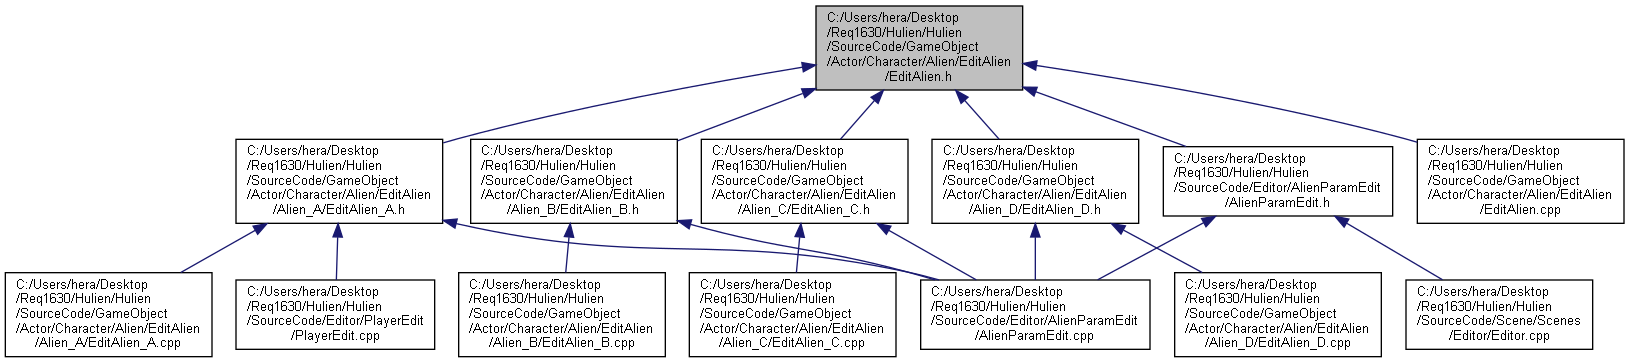 C:/Users/hera/Desktop
/Req1630/Hulien/Hulien
/SourceCode/GameObject
/Actor/Character/Alien/EditAlien
/EditAlien.h
C:/Users/hera/Desktop
/Req1630/Hulien/Hulien
/SourceCode/GameObject
/Actor/Character/Alien/EditAlien
/Alien_A/EditAlien_A.h
C:/Users/hera/Desktop
/Req1630/Hulien/Hulien
/SourceCode/GameObject
/Actor/Character/Alien/EditAlien
/Alien_B/EditAlien_B.h
C:/Users/hera/Desktop
/Req1630/Hulien/Hulien
/SourceCode/GameObject
/Actor/Character/Alien/EditAlien
/Alien_C/EditAlien_C.h
C:/Users/hera/Desktop
/Req1630/Hulien/Hulien
/SourceCode/GameObject
/Actor/Character/Alien/EditAlien
/Alien_D/EditAlien_D.h
C:/Users/hera/Desktop
/Req1630/Hulien/Hulien
/SourceCode/Editor/AlienParamEdit
/AlienParamEdit.h
C:/Users/hera/Desktop
/Req1630/Hulien/Hulien
/SourceCode/GameObject
/Actor/Character/Alien/EditAlien
/EditAlien.cpp
C:/Users/hera/Desktop
/Req1630/Hulien/Hulien
/SourceCode/GameObject
/Actor/Character/Alien/EditAlien
/Alien_A/EditAlien_A.cpp
C:/Users/hera/Desktop
/Req1630/Hulien/Hulien
/SourceCode/Editor/PlayerEdit
/PlayerEdit.cpp
C:/Users/hera/Desktop
/Req1630/Hulien/Hulien
/SourceCode/GameObject
/Actor/Character/Alien/EditAlien
/Alien_B/EditAlien_B.cpp
C:/Users/hera/Desktop
/Req1630/Hulien/Hulien
/SourceCode/GameObject
/Actor/Character/Alien/EditAlien
/Alien_C/EditAlien_C.cpp
C:/Users/hera/Desktop
/Req1630/Hulien/Hulien
/SourceCode/Editor/AlienParamEdit
/AlienParamEdit.cpp
C:/Users/hera/Desktop
/Req1630/Hulien/Hulien
/SourceCode/GameObject
/Actor/Character/Alien/EditAlien
/Alien_D/EditAlien_D.cpp
C:/Users/hera/Desktop
/Req1630/Hulien/Hulien
/SourceCode/Scene/Scenes
/Editor/Editor.cpp